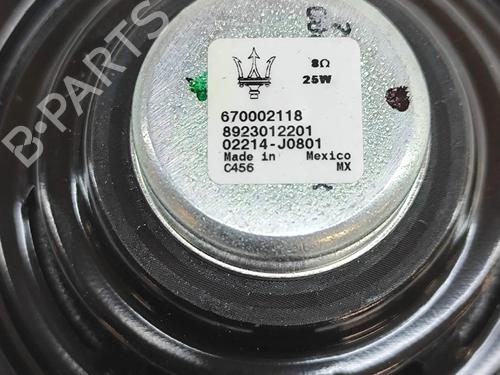 8Ω
25W
670002118
8923012201
02214-J0801
Made in Mexico
C456 MX
B-PARTS